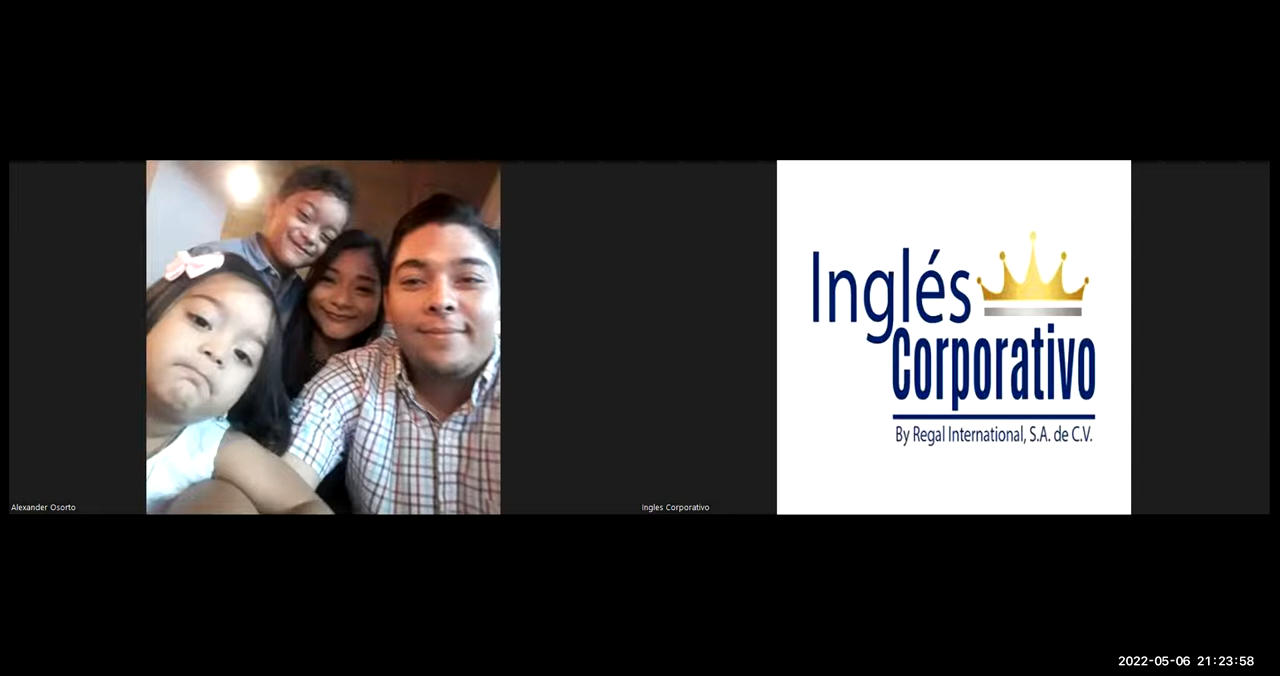 Inglés
Corporativo
By Regal International, S.A. de C.V.
Alexander Osorto
Ingles Corporativo
2022-05-06 21:23:58